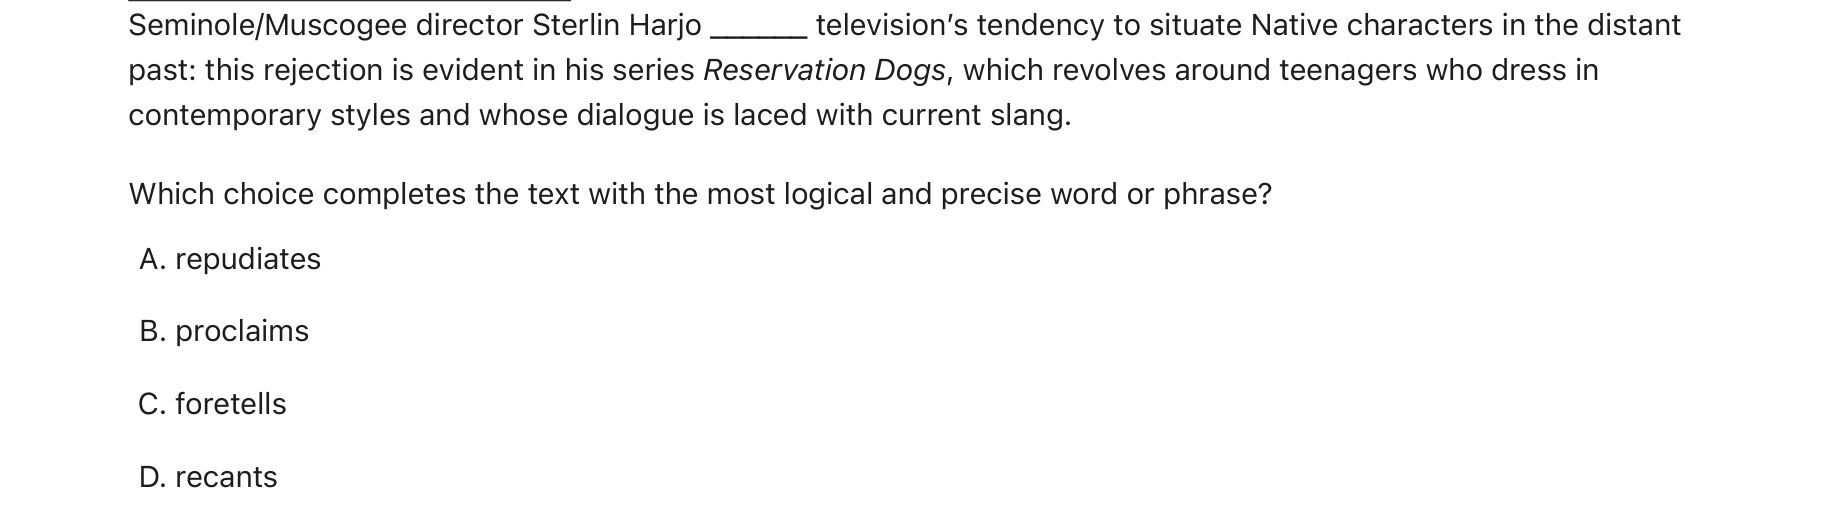 Seminole/Muscogee director Sterlin Harjo ______ television’s tendency to situate Native characters in the distant
past: this rejection is evident in his series Reservation Dogs, which revolves around teenagers who dress in
contemporary styles and whose dialogue is laced with current slang.
Which choice completes the text with the most logical and precise word or phrase?
A. repudiates
B. proclaims
C. foretells
D. recants